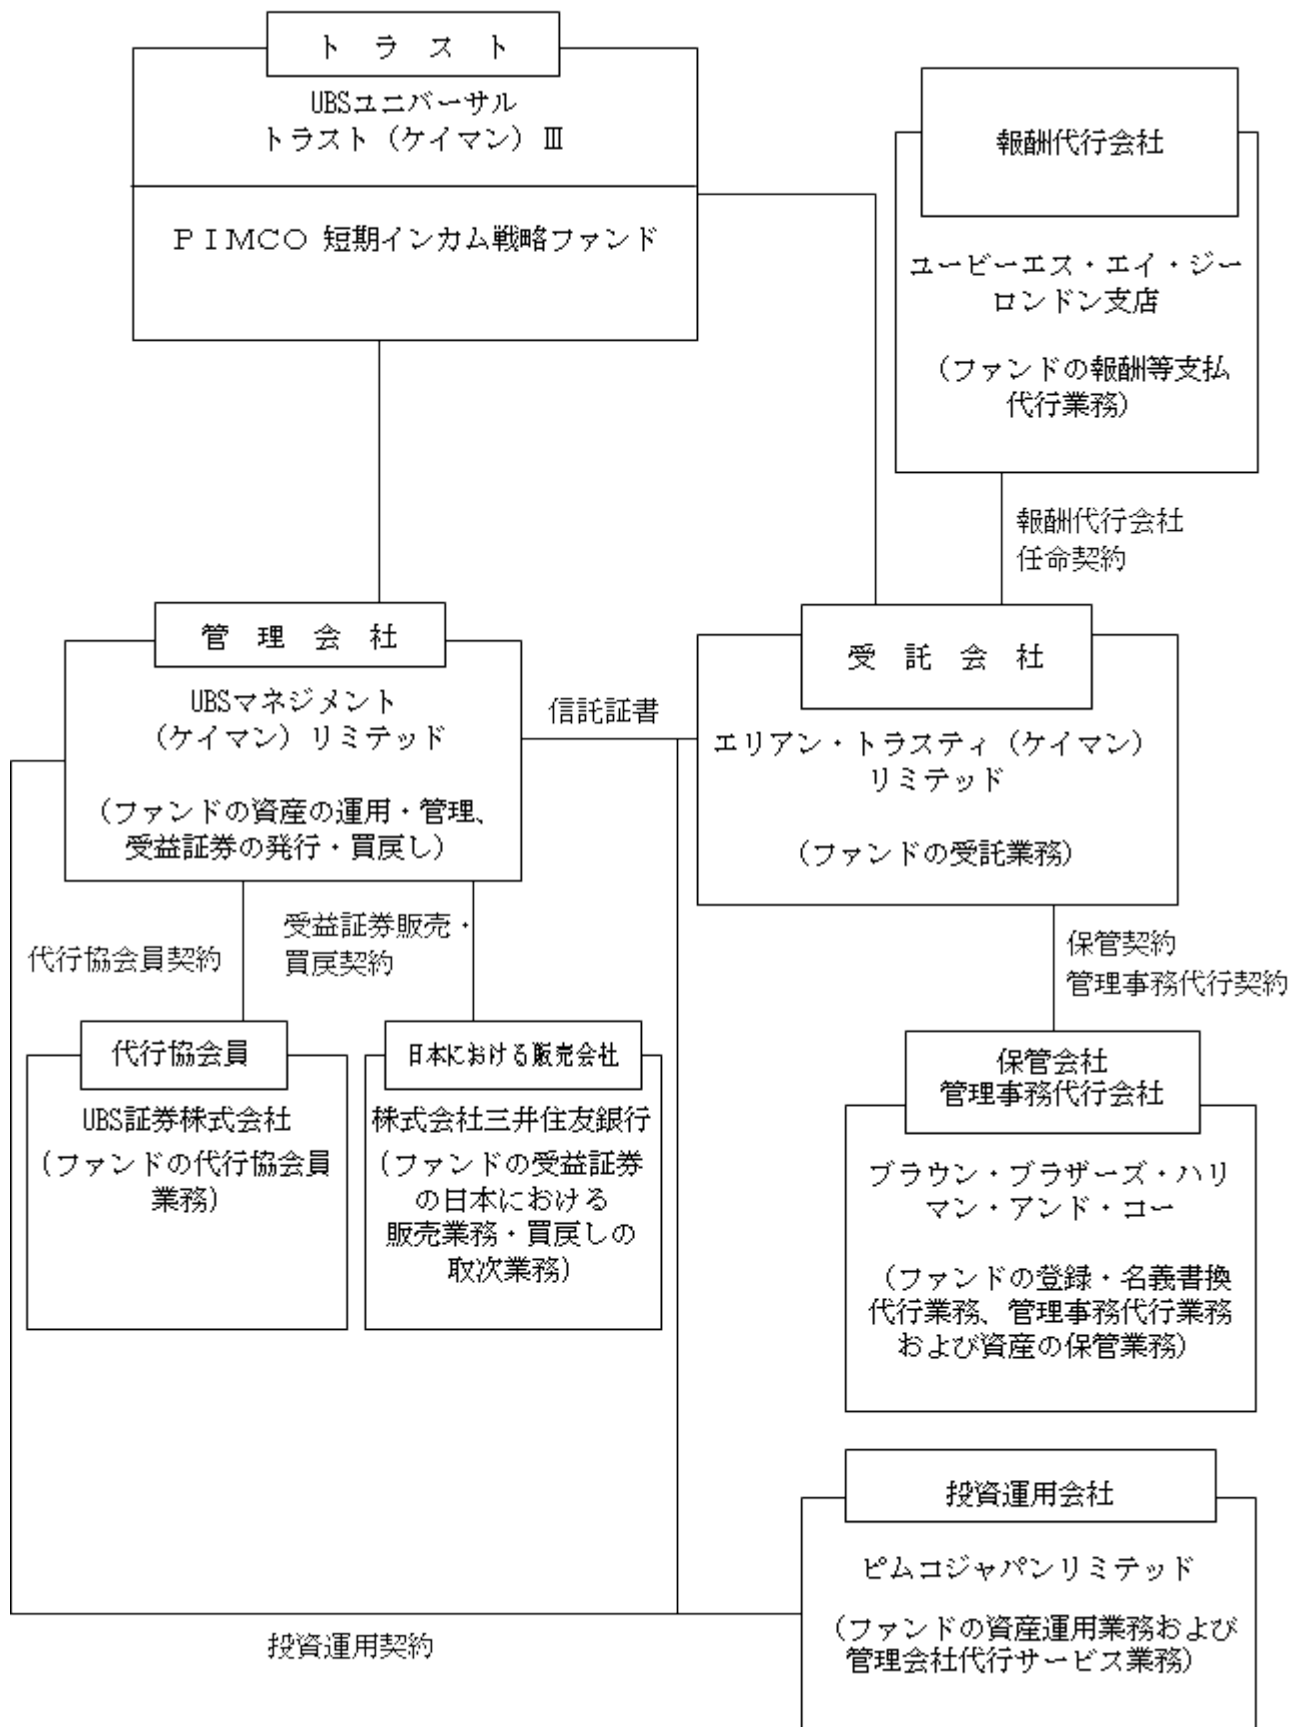 トラスト
UBSユニバーサル
トラスト（ケイマン）Ⅲ
ＰＩＭＣＯ 短期インカム戦略ファンド
報酬代行会社
ユービーエス・エイ・ジー
ロンドン支店
（ファンドの報酬等支払
代行業務）
報酬代行会社
任命契約
管理会社
UBSマネジメント
（ケイマン）リミテッド
（ファンドの資産の運用・管理、
受益証券の発行・買戻し）
信託証書
受託会社
エリアン・トラスティ（ケイマン）
リミテッド
（ファンドの受託業務）
代行協会員契約
受益証券販売・
買戻契約
保管契約
管理事務代行契約
代行協会員
UBS証券株式会社
（ファンドの代行協会員
業務）
日本における販売会社
株式会社三井住友銀行
（ファンドの受益証券
の日本における
販売業務・買戻しの
取次業務）
保管会社
管理事務代行会社
ブラウン・ブラザーズ・ハリ
マン・アンド・コー
（ファンドの登録・名義書換
代行業務、管理事務代行業務
および資産の保管業務）
投資運用会社
ピムコジャパンリミテッド
（ファンドの資産運用業務および
管理会社代行サービス業務）
投資運用契約